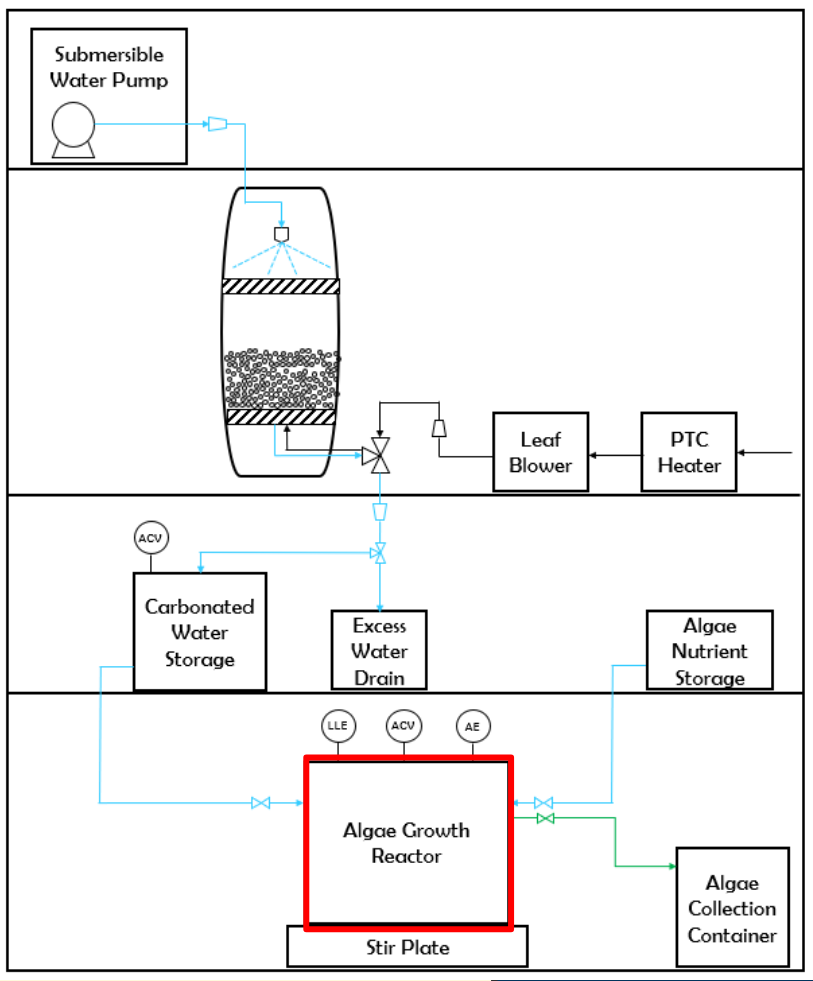 Submersible
Water Pump
Leaf
Blower
PTC
Heater
ACV
Carbonated
Water
Storage
Excess
Water
Drain
Algae
Nutrient
Storage
LLE
ACV
AE
Algae Growth
Reactor
Stir Plate
Algae
Collection
Container